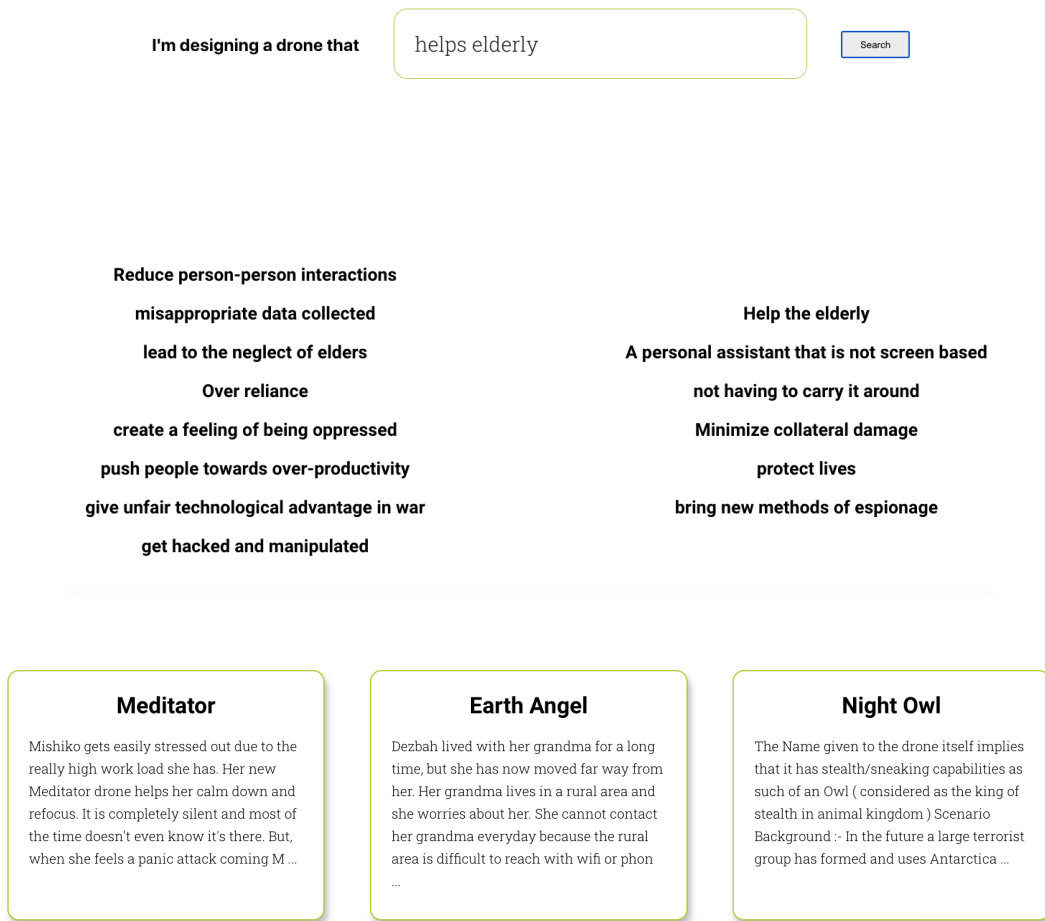 I'm designing a drone that
helps elderly
Search
Reduce person-person interactions
misappropriate data collected
lead to the neglect of elders
Over reliance
create a feeling of being oppressed
push people towards over-productivity
give unfair technological advantage in war
get hacked and manipulated
Help the elderly
A personal assistant that is not screen based
not having to carry it around
Minimize collateral damage
protect lives
bring new methods of espionage
Meditator
Mishiko gets easily stressed out due to the
really high work load she has. Her new
Meditator drone helps her calm down and
refocus. It is completely silent and most of
the time doesn't even know it's there. But,
when she feels a panic attack coming M ...
Earth Angel
Dezbah lived with her grandma for a long
time, but she has now moved far way from
her. Her grandma lives in a rural area and
she worries about her. She cannot contact
her grandma everyday because the rural
area is difficult to reach with wifi or phon
...
Night Owl
The Name given to the drone itself implies
that it has stealth/sneaking capabilities as
such of an Owl ( considered as the king of
stealth in animal kingdom ) Scenario
Background :- In the future a large terrorist
group has formed and uses Antarctica ...